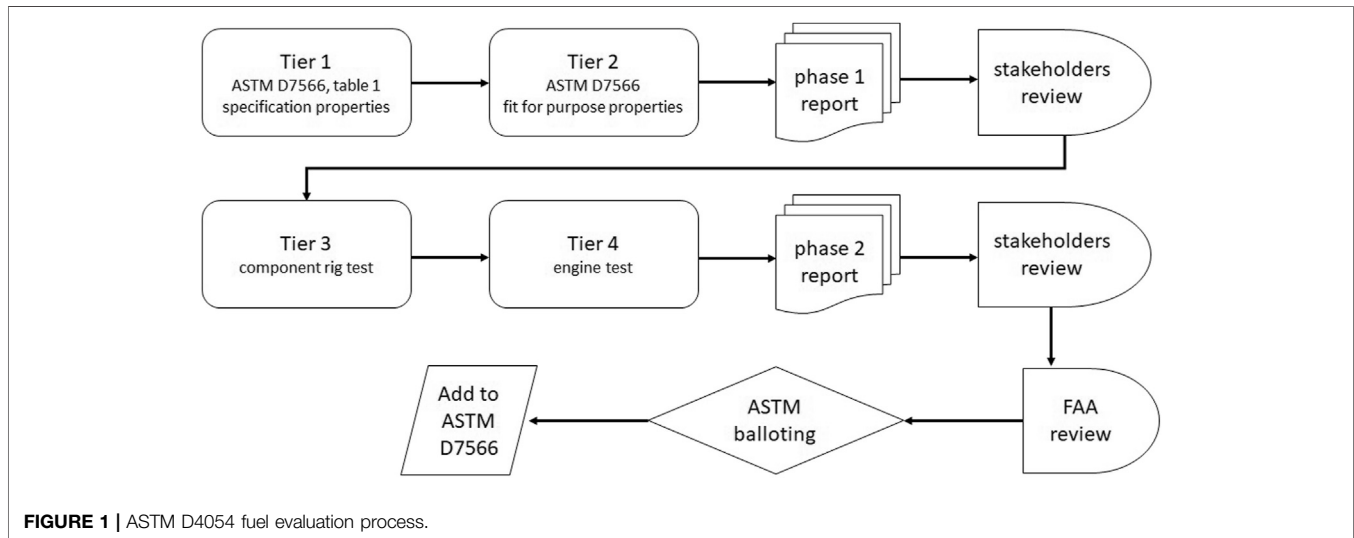 Tier 1
ASTM D7566, table 1
specification properties
Tier 2
ASTM D7566
fit for purpose properties
phase 1
report
stakeholders
review
Tier 3
component rig test
Tier 4
engine test
phase 2
report
stakeholders
review
FAA
review
ASTM
balloting
Add to
ASTM
D7566
FIGURE 1 | ASTM D4054 fuel evaluation process.